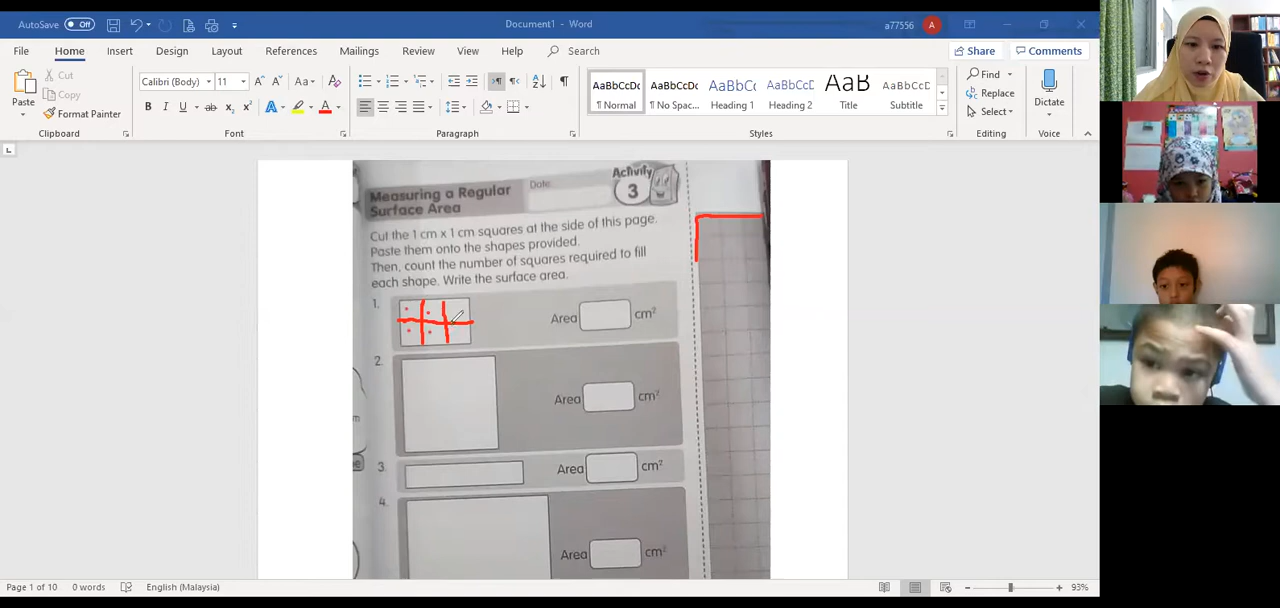 AutoSave Off
Document1 - Word
a77556 A
File Home Insert Design Layout References Mailings Review View Help Search
Share Comments
Paste
Cut
Copy
Format Painter
Clipboard
Calibri (Body) 11
Font
Paragraph
AaBbCcDc AaBbCcDc AaBbCc AaBbCcD AaB AaBbCcD
¶ Normal ¶ No Spac... Heading 1 Heading 2 Title Subtitle
Styles
Find
Replace
Select
Editing
Dictate
Voice
Measuring a Regular
Surface Area
Date
Activity
3
Cut the 1 cm x 1 cm squares at the side of this page.
Paste them onto the shapes provided.
Then, count the number of squares required to fill
each shape. Write the surface area.
1. Area cm²
2. Area cm²
3. Area cm²
4. Area cm²
Page 1 of 10 0 words English (Malaysia) 93%